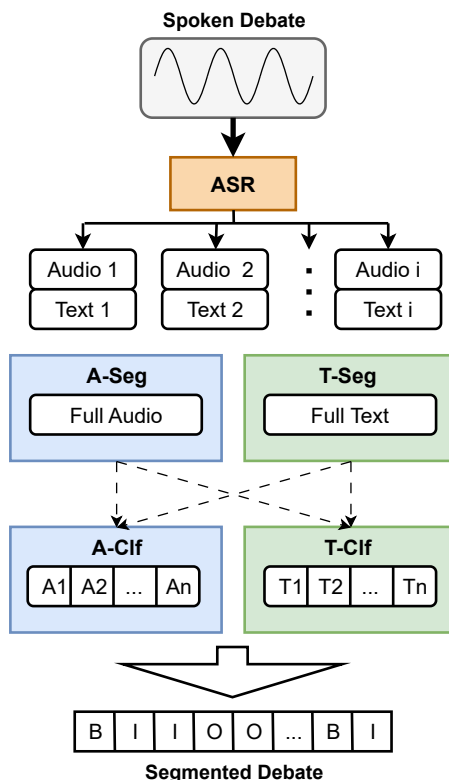 Spoken Debate
ASR
Audio 1 Audio 2 Audio i
Text 1 Text 2 Text i
A-Seg T-Seg
Full Audio Full Text
A-Clf T-Clf
A1 A2 ... An T1 T2 ... Tn
B I I O O ... B I
Segmented Debate